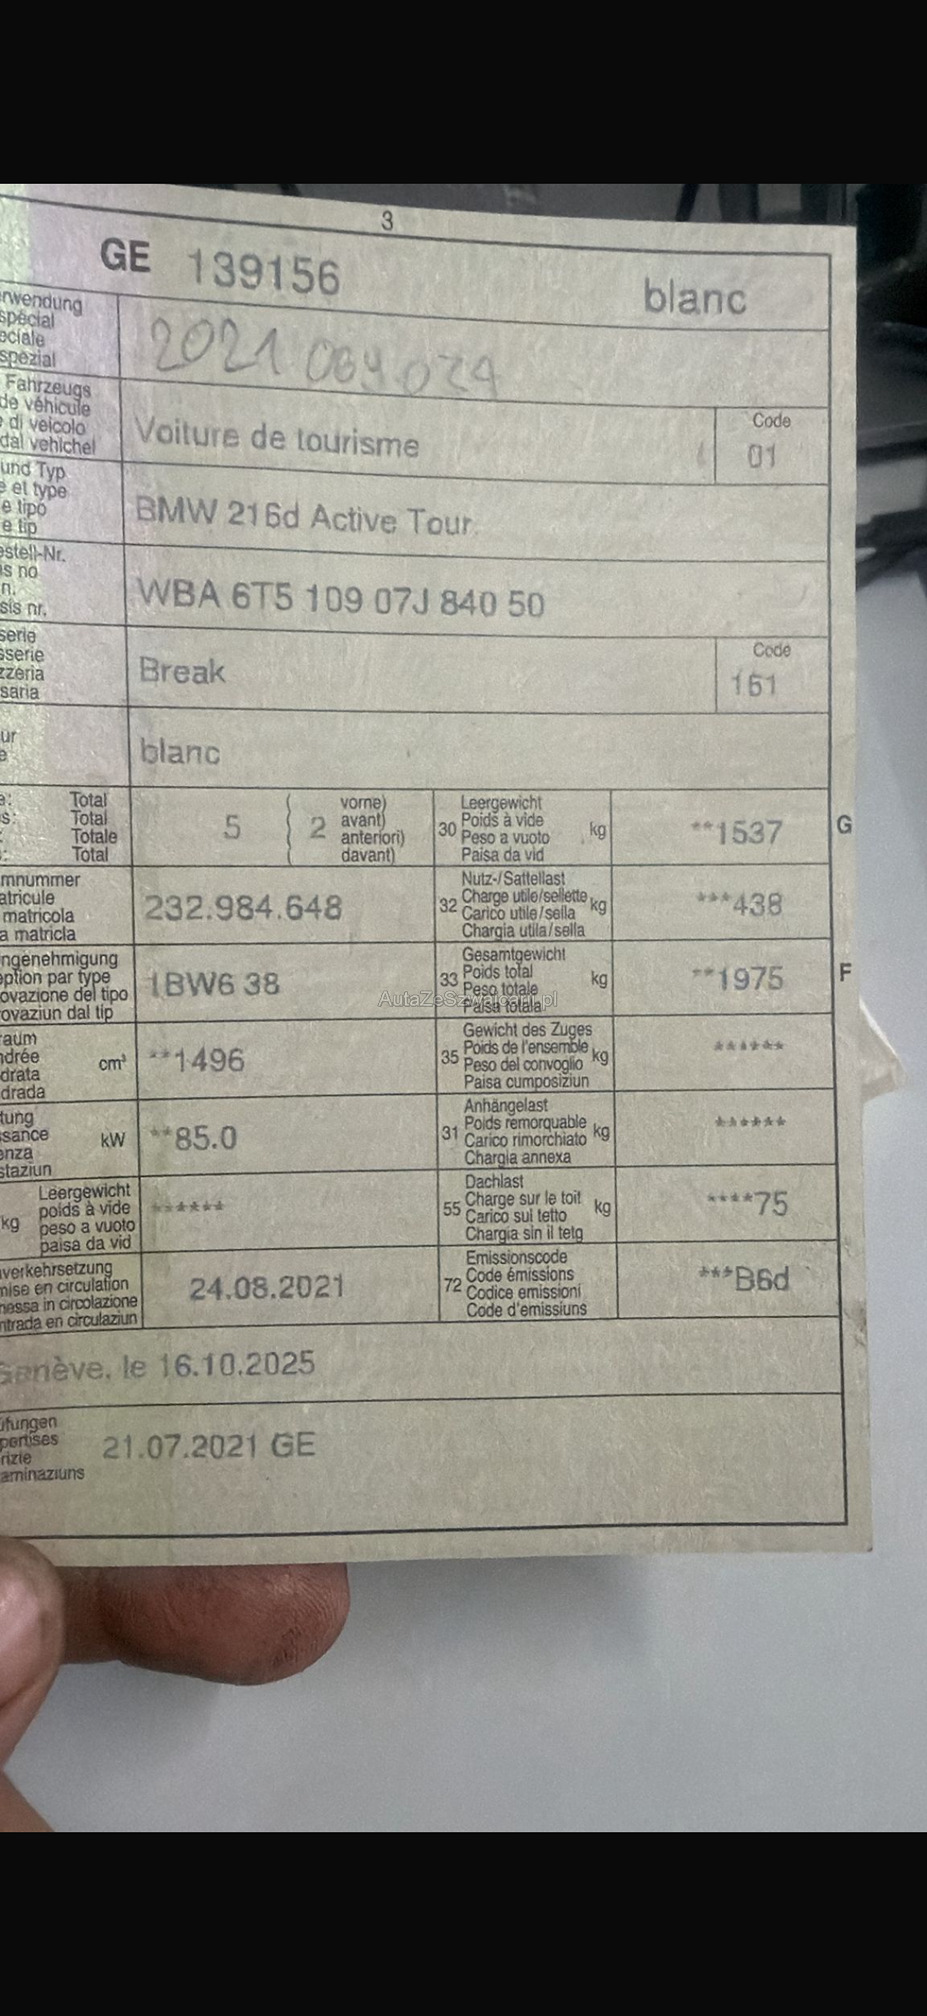 3
GE 139156 blanc
rwendung
spécial
eciale
spezial
2021 069.029
Fahrzeugs
de véhicule
di veicolo
dal vehichel
Voiture de tourisme
Code
01
und Typ
e et type
e tipo
e tip
BMW 216d Active Tour.
estell-Nr.
is no
n.
sis nr.
WBA 6T5 109 07J 840 50
serie
sserie
zzeria
saria
Break
Code
161
ur
e
blanc
e: Total
s: Total
: Totale
o: Total
5 2
vorne)
avant)
anteriori)
davant)
30 Leergewicht
Poids à vide
Peso a vuoto
Paisa da vid
kg
**1537
G
mnummer
atricule
matricola
a matricla
232.984.648
32 Nutz-/Sattellast
Charge utile/sellette
Carico utile/sella
Chargia utila/sella
kg
***438
ngenehmigung
eption par type
ovazione del tipo
ovaziun dal tip
1BW6 38
33 Gesamtgewicht
Poids total
Peso totale
Paisa totala
kg
**1975
F
AutaZeSzwajcarii.pl
raum
ndrée
drata
drada
cm³
**1496
35 Gewicht des Zuges
Poids de l'ensemble
Peso del convoglio
Paisa cumposiziun
kg
******
tung
ssance
enza
staziun
kW
**85.0
31 Anhängelast
Poids remorquable
Carico rimorchiato
Chargia annexa
kg
******
kg
Leergewicht
poids à vide
peso a vuoto
paisa da vid
******
55 Dachlast
Charge sur le toit
Carico sul tetto
Chargia sin il tetg
kg
****75
verkehrsetzung
mise en circulation
messa in circolazione
ntrada en circulaziun
24.08.2021
72 Emissionscode
Code émissions
Codice emissioni
Code d'emissiuns
***B6d
Genève, le 16.10.2025
üfungen
pertises
rizie
aminaziuns
21.07.2021 GE